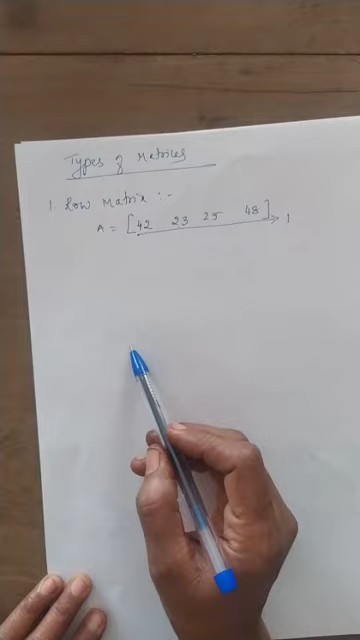 Types of Matrices
1. Row Matrix :-
A = [42 23 25 48] → 1